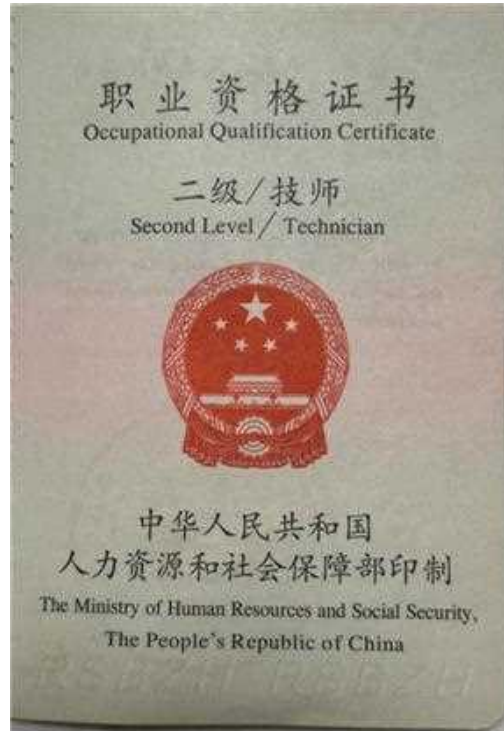 职业资格证书
Occupational Qualification Certificate
二级/技师
Second Level / Technician
中华人民共和国
人力资源和社会保障部印制
The Ministry of Human Resources and Social Security,
The People's Republic of China